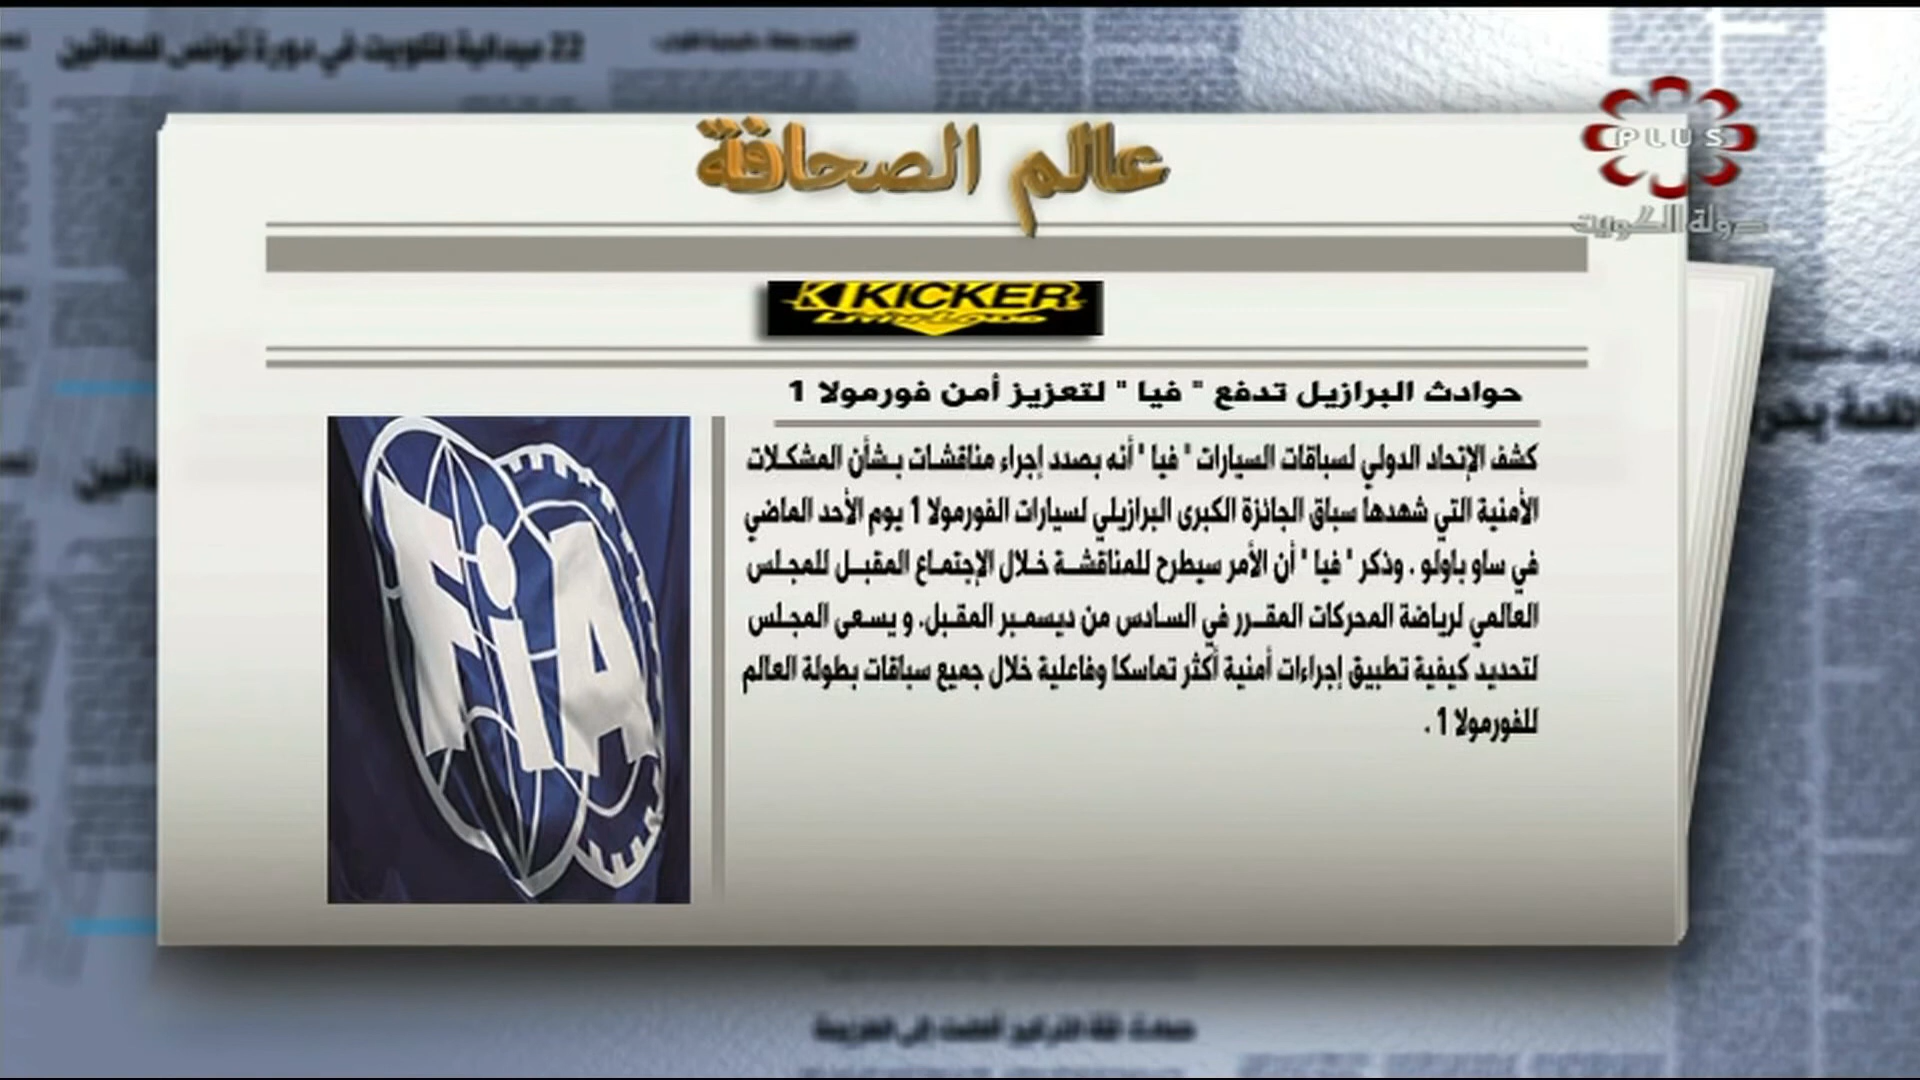 22 ميدالية للكويت في دورة تونس للمعاقين
عالم الصحافة
PLUS
دولة الكويت
KICKER
حوادث البرازيل تدفع " فيا " لتعزيز أمن فورمولا 1
كشف الإتحاد الدولي لسباقات السيارات " فيا " أنه بصدد إجراء مناقشات بشأن المشكلات
الأمنية التي شهدها سباق الجائزة الكبرى البرازيلي لسيارات الفورمولا 1 يوم الأحد الماضي
في ساو باولو . وذكر " فيا " أن الأمر سيطرح للمناقشة خلال الإجتماع المقبل للمجلس
العالمي لرياضة المحركات المقرر في السادس من ديسمبر المقبل. و يسعى المجلس
لتحديد كيفية تطبيق إجراءات أمنية أكثر تماسكا وفاعلية خلال جميع سباقات بطولة العالم
للفورمولا 1 .
FiA